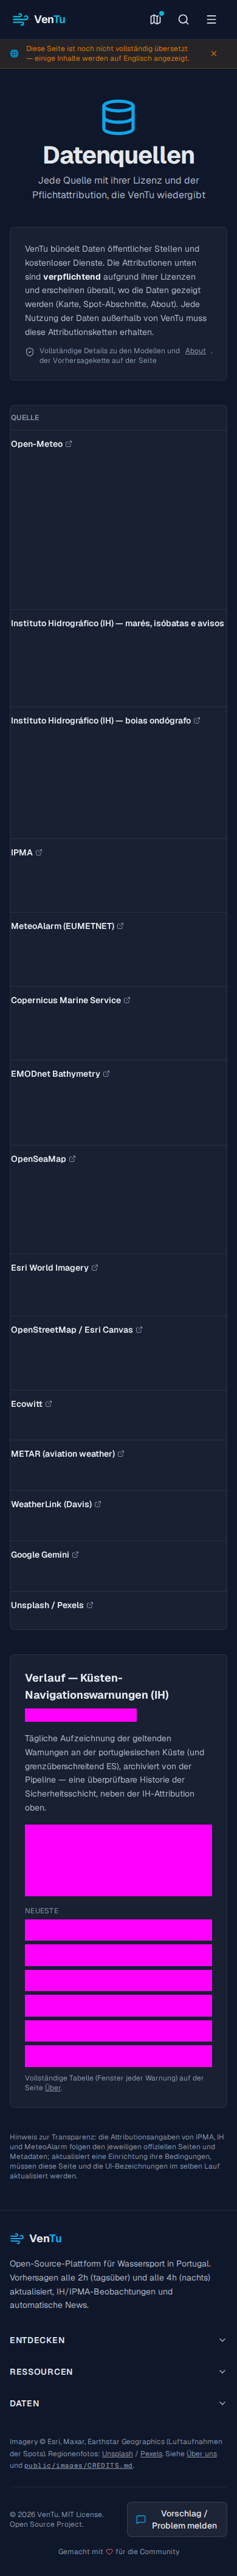 VenTu
Diese Seite ist noch nicht vollständig übersetzt
— einige Inhalte werden auf Englisch angezeigt.
Datenquellen
Jede Quelle mit ihrer Lizenz und der
Pflichtattribution, die VenTu wiedergibt
VenTu bündelt Daten öffentlicher Stellen und
kostenloser Dienste. Die Attributionen unten
sind verpflichtend aufgrund ihrer Lizenzen
und erscheinen überall, wo die Daten gezeigt
werden (Karte, Spot-Abschnitte, About). Jede
Nutzung der Daten außerhalb von VenTu muss
diese Attributionsketten erhalten.
Vollständige Details zu den Modellen und About .
der Vorhersagekette auf der Seite
QUELLE
Open-Meteo
Instituto Hidrográfico (IH) — marés, isóbatas e avisos
Instituto Hidrográfico (IH) — boias ondógrafo
IPMA
MeteoAlarm (EUMETNET)
Copernicus Marine Service
EMODnet Bathymetry
OpenSeaMap
Esri World Imagery
OpenStreetMap / Esri Canvas
Ecowitt
METAR (aviation weather)
WeatherLink (Davis)
Google Gemini
Unsplash / Pexels
Verlauf — Küsten-
Navigationswarnungen (IH)
Tägliche Aufzeichnung der geltenden
Warnungen an der portugiesischen Küste (und
grenzüberschreitend ES), archiviert von der
Pipeline — eine überprüfbare Historie der
Sicherheitsschicht, neben der IH-Attribution
oben.
NEUESTE
Vollständige Tabelle (Fenster jeder Warnung) auf der
Seite Über.
Hinweis zur Transparenz: die Attributionsangaben von IPMA, IH
und MeteoAlarm folgen den jeweiligen offiziellen Seiten und
Metadaten; aktualisiert eine Einrichtung ihre Bedingungen,
müssen diese Seite und die UI-Bezeichnungen im selben Lauf
aktualisiert werden.
VenTu
Open-Source-Plattform für Wassersport in Portugal.
Vorhersagen alle 2h (tagsüber) und alle 4h (nachts)
aktualisiert, IH/IPMA-Beobachtungen und
automatische News.
ENTDECKEN
RESSOURCEN
DATEN
Imagery © Esri, Maxar, Earthstar Geographics (Luftaufnahmen
der Spots). Regionenfotos: Unsplash / Pexels. Siehe Über uns
und public/images/CREDITS.md.
© 2026 VenTu. MIT License.
Open Source Project.
Vorschlag /
Problem melden
Gemacht mit ♡ für die Community